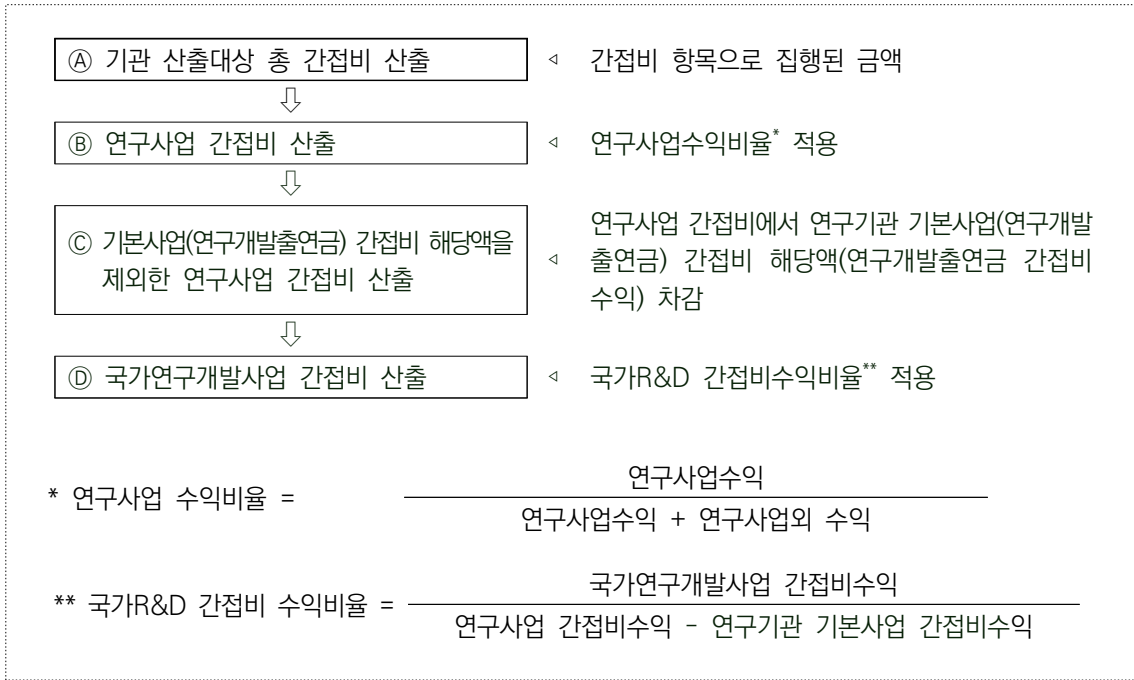 Ⓐ 기관 산출대상 총 간접비 산출 ◁ 간접비 항목으로 집행된 금액
⇩
Ⓑ 연구사업 간접비 산출 ◁ 연구사업수익비율* 적용
⇩
Ⓒ 기본사업(연구개발출연금) 간접비 해당액을
제외한 연구사업 간접비 산출
◁ 연구사업 간접비에서 연구기관 기본사업(연구개발
출연금) 간접비 해당액(연구개발출연금 간접비
수익) 차감
⇩
Ⓓ 국가연구개발사업 간접비 산출 ◁ 국가R&D 간접비수익비율** 적용
연구사업수익
* 연구사업 수익비율 =
연구사업수익 + 연구사업외 수익
국가연구개발사업 간접비수익
** 국가R&D 간접비 수익비율 =
연구사업 간접비수익 - 연구기관 기본사업 간접비수익